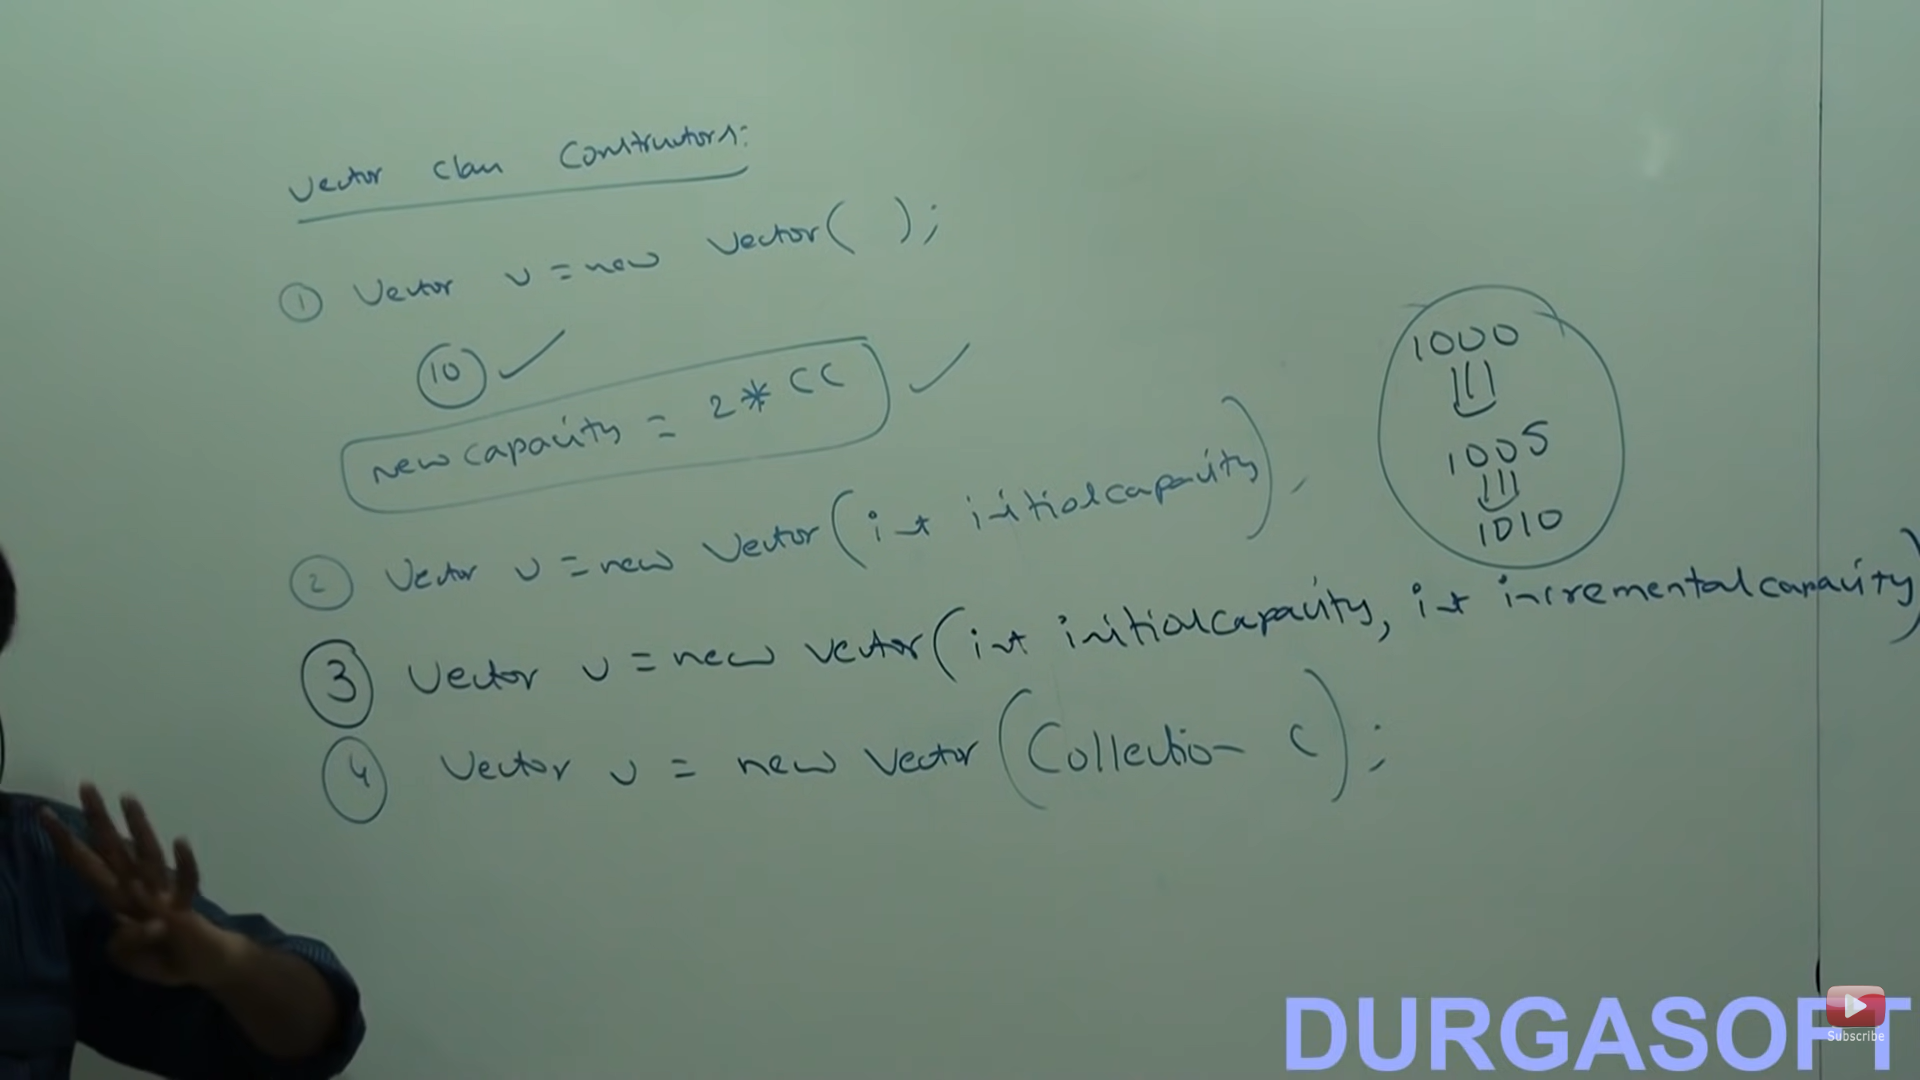 Vector class Constructors:
① Vector v = new Vector( );
10 ✓
new capacity = 2 * CC ✓
② Vector v = new Vector(int initialcapacity),
1000
1005
1010
③ Vector v = new Vector(int initialcapacity, int incrementalcapacity)
④ Vector v = new Vector(Collection c);
DURGASOFT
Subscribe